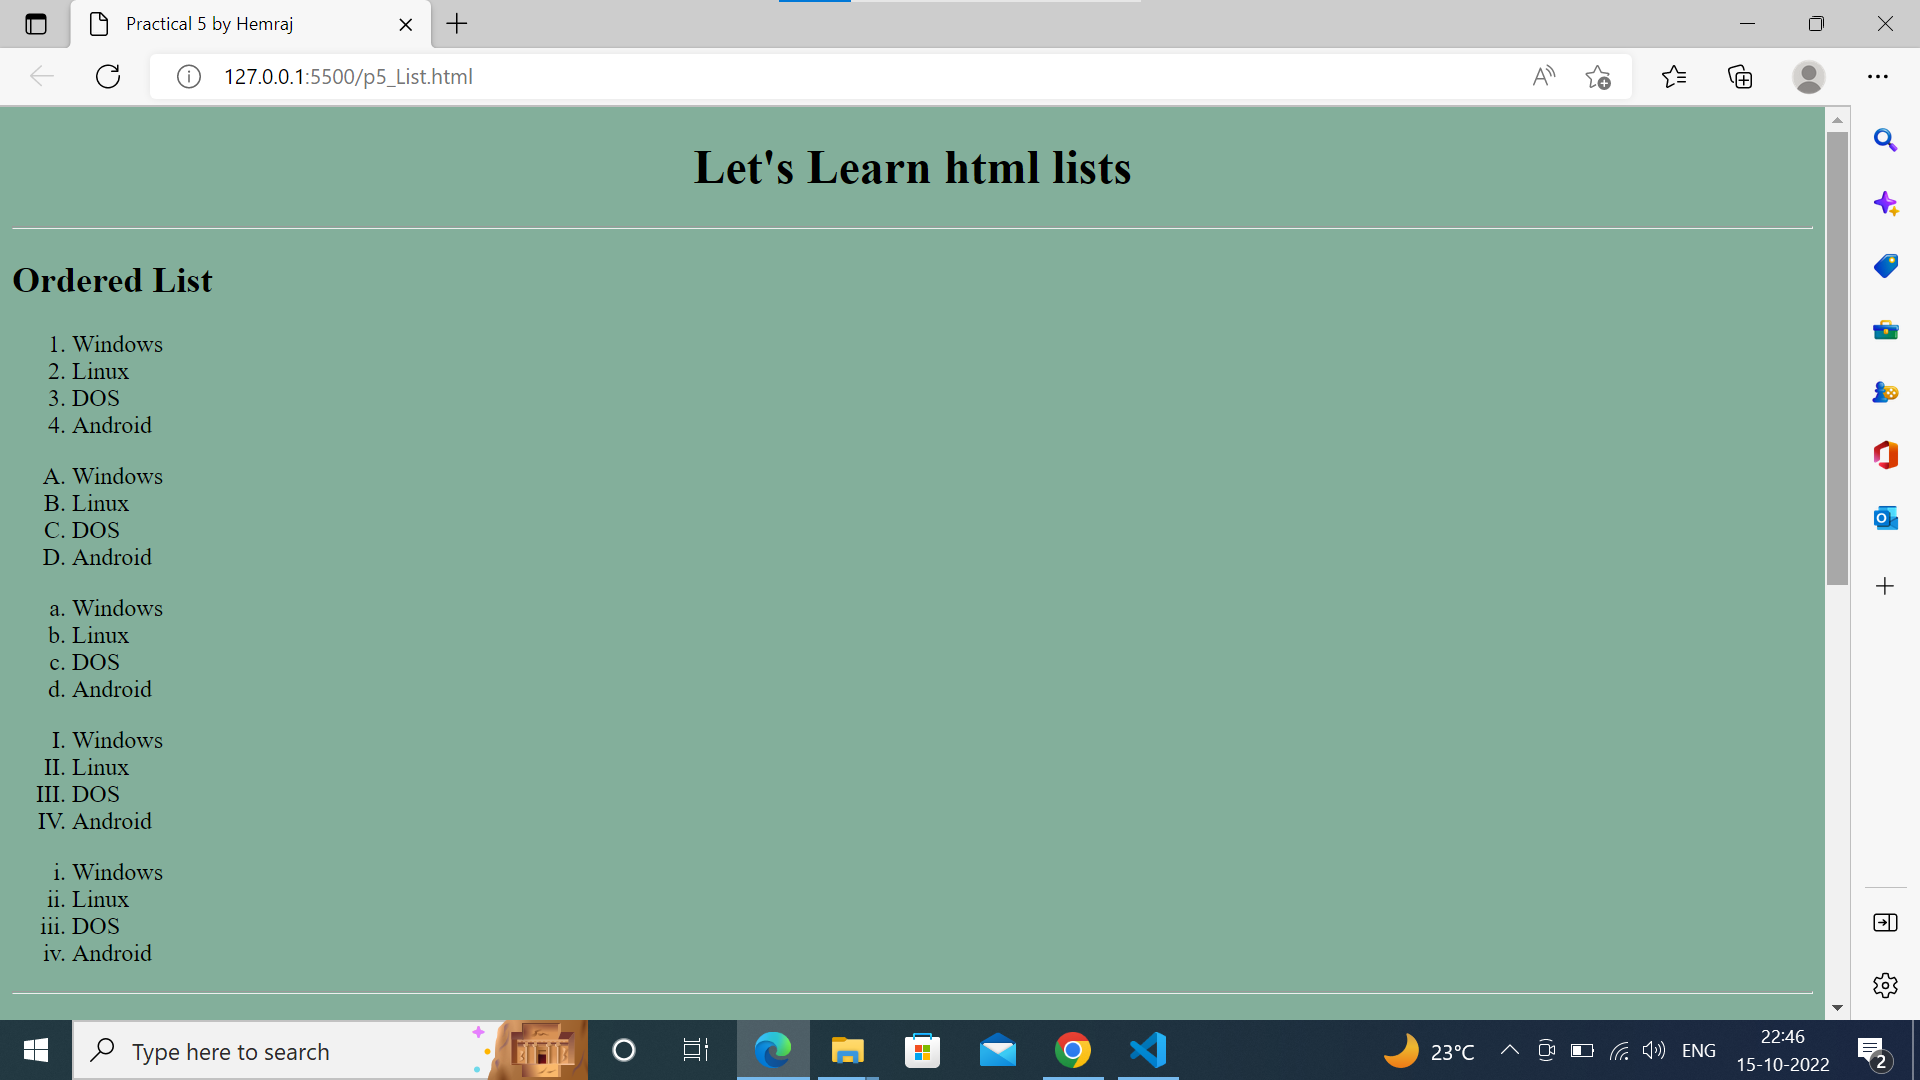 Practical 5 by Hemraj
127.0.0.1:5500/p5_List.html
Let's Learn html lists
Ordered List
1. Windows
2. Linux
3. DOS
4. Android
A. Windows
B. Linux
C. DOS
D. Android
a. Windows
b. Linux
c. DOS
d. Android
I. Windows
II. Linux
III. DOS
IV. Android
i. Windows
ii. Linux
iii. DOS
iv. Android
Type here to search
23°C
ENG
22:46
15-10-2022
2